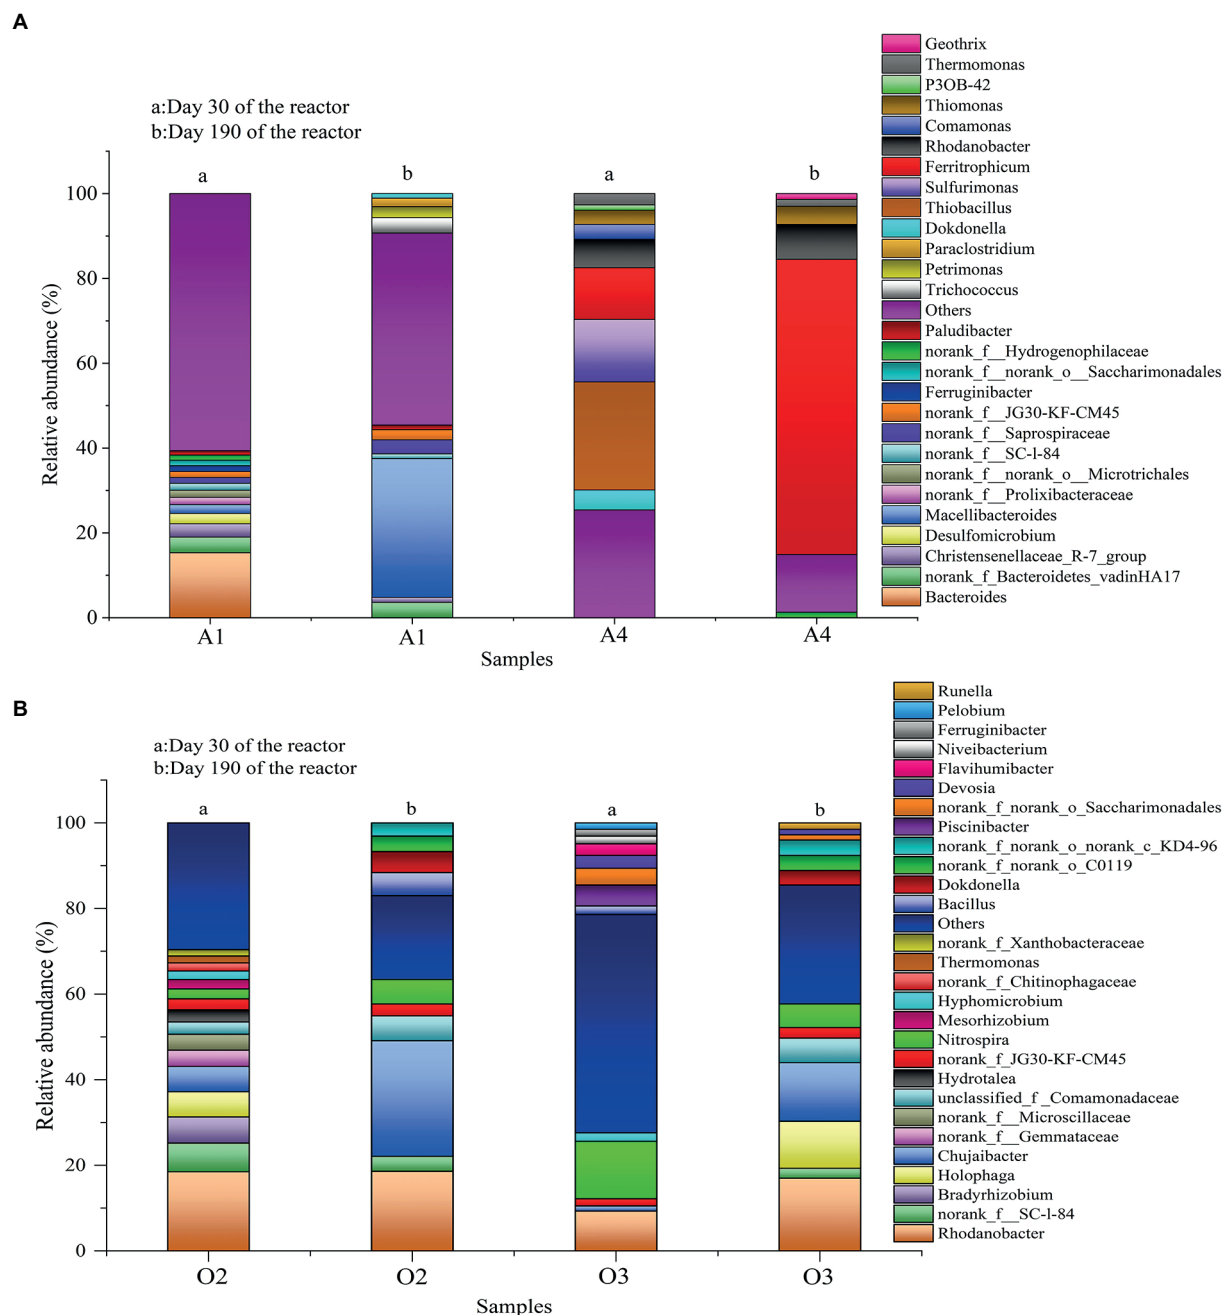 A
a:Day 30 of the reactor
b:Day 190 of the reactor
a
b
a
b
100
80
60
40
20
0
Relative abundance (%)
A1
A1
A4
A4
Samples
Geothrix
Thermomonas
P3OB-42
Thiomonas
Comamonas
Rhodanobacter
Ferritrophicum
Sulfurimonas
Thiobacillus
Dokdonella
Paraclostridium
Petrimonas
Trichococcus
Others
Paludibacter
norank_f__Hydrogenophilaceae
norank_f__norank_o__Saccharimonadales
Ferruginibacter
norank_f__JG30-KF-CM45
norank_f__Saprospiraceae
norank_f__SC-l-84
norank_f__norank_o__Microtrichales
norank_f__Prolixibacteraceae
Macellibacteroides
Desulfomicrobium
Christensenellaceae_R-7_group
norank_f_Bacteroidetes_vadinHA17
Bacteroides
B
a:Day 30 of the reactor
b:Day 190 of the reactor
a
b
a
b
100
80
60
40
20
0
Relative abundance (%)
O2
O2
O3
O3
Samples
Runella
Pelobium
Ferruginibacter
Niveibacterium
Flavihumibacter
Devosia
norank_f_norank_o_Saccharimonadales
Piscinibacter
norank_f_norank_o_norank_c_KD4-96
norank_f_norank_o_C0119
Dokdonella
Bacillus
Others
norank_f_Xanthobacteraceae
Thermomonas
norank_f_Chitinophagaceae
Hyphomicrobium
Mesorhizobium
Nitrospira
norank_f_JG30-KF-CM45
Hydrotalea
unclassified_f_Comamonadaceae
norank_f__Microscillaceae
norank_f__Gemmataceae
Chujaibacter
Holophaga
Bradyrhizobium
norank_f__SC-l-84
Rhodanobacter